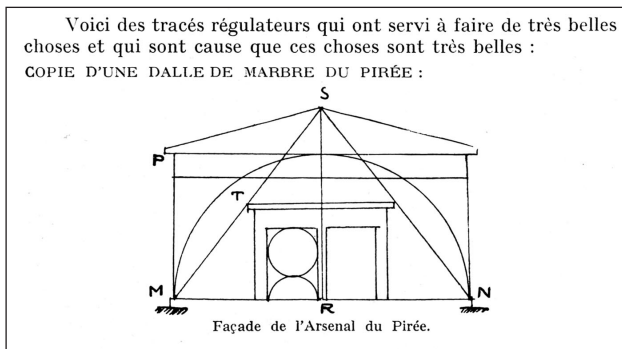 Voici des tracés régulateurs qui ont servi à faire de très belles
choses et qui sont cause que ces choses sont très belles :
COPIE D'UNE DALLE DE MARBRE DU PIRÉE :
S
P
T
M
R
N
Façade de l'Arsenal du Pirée.